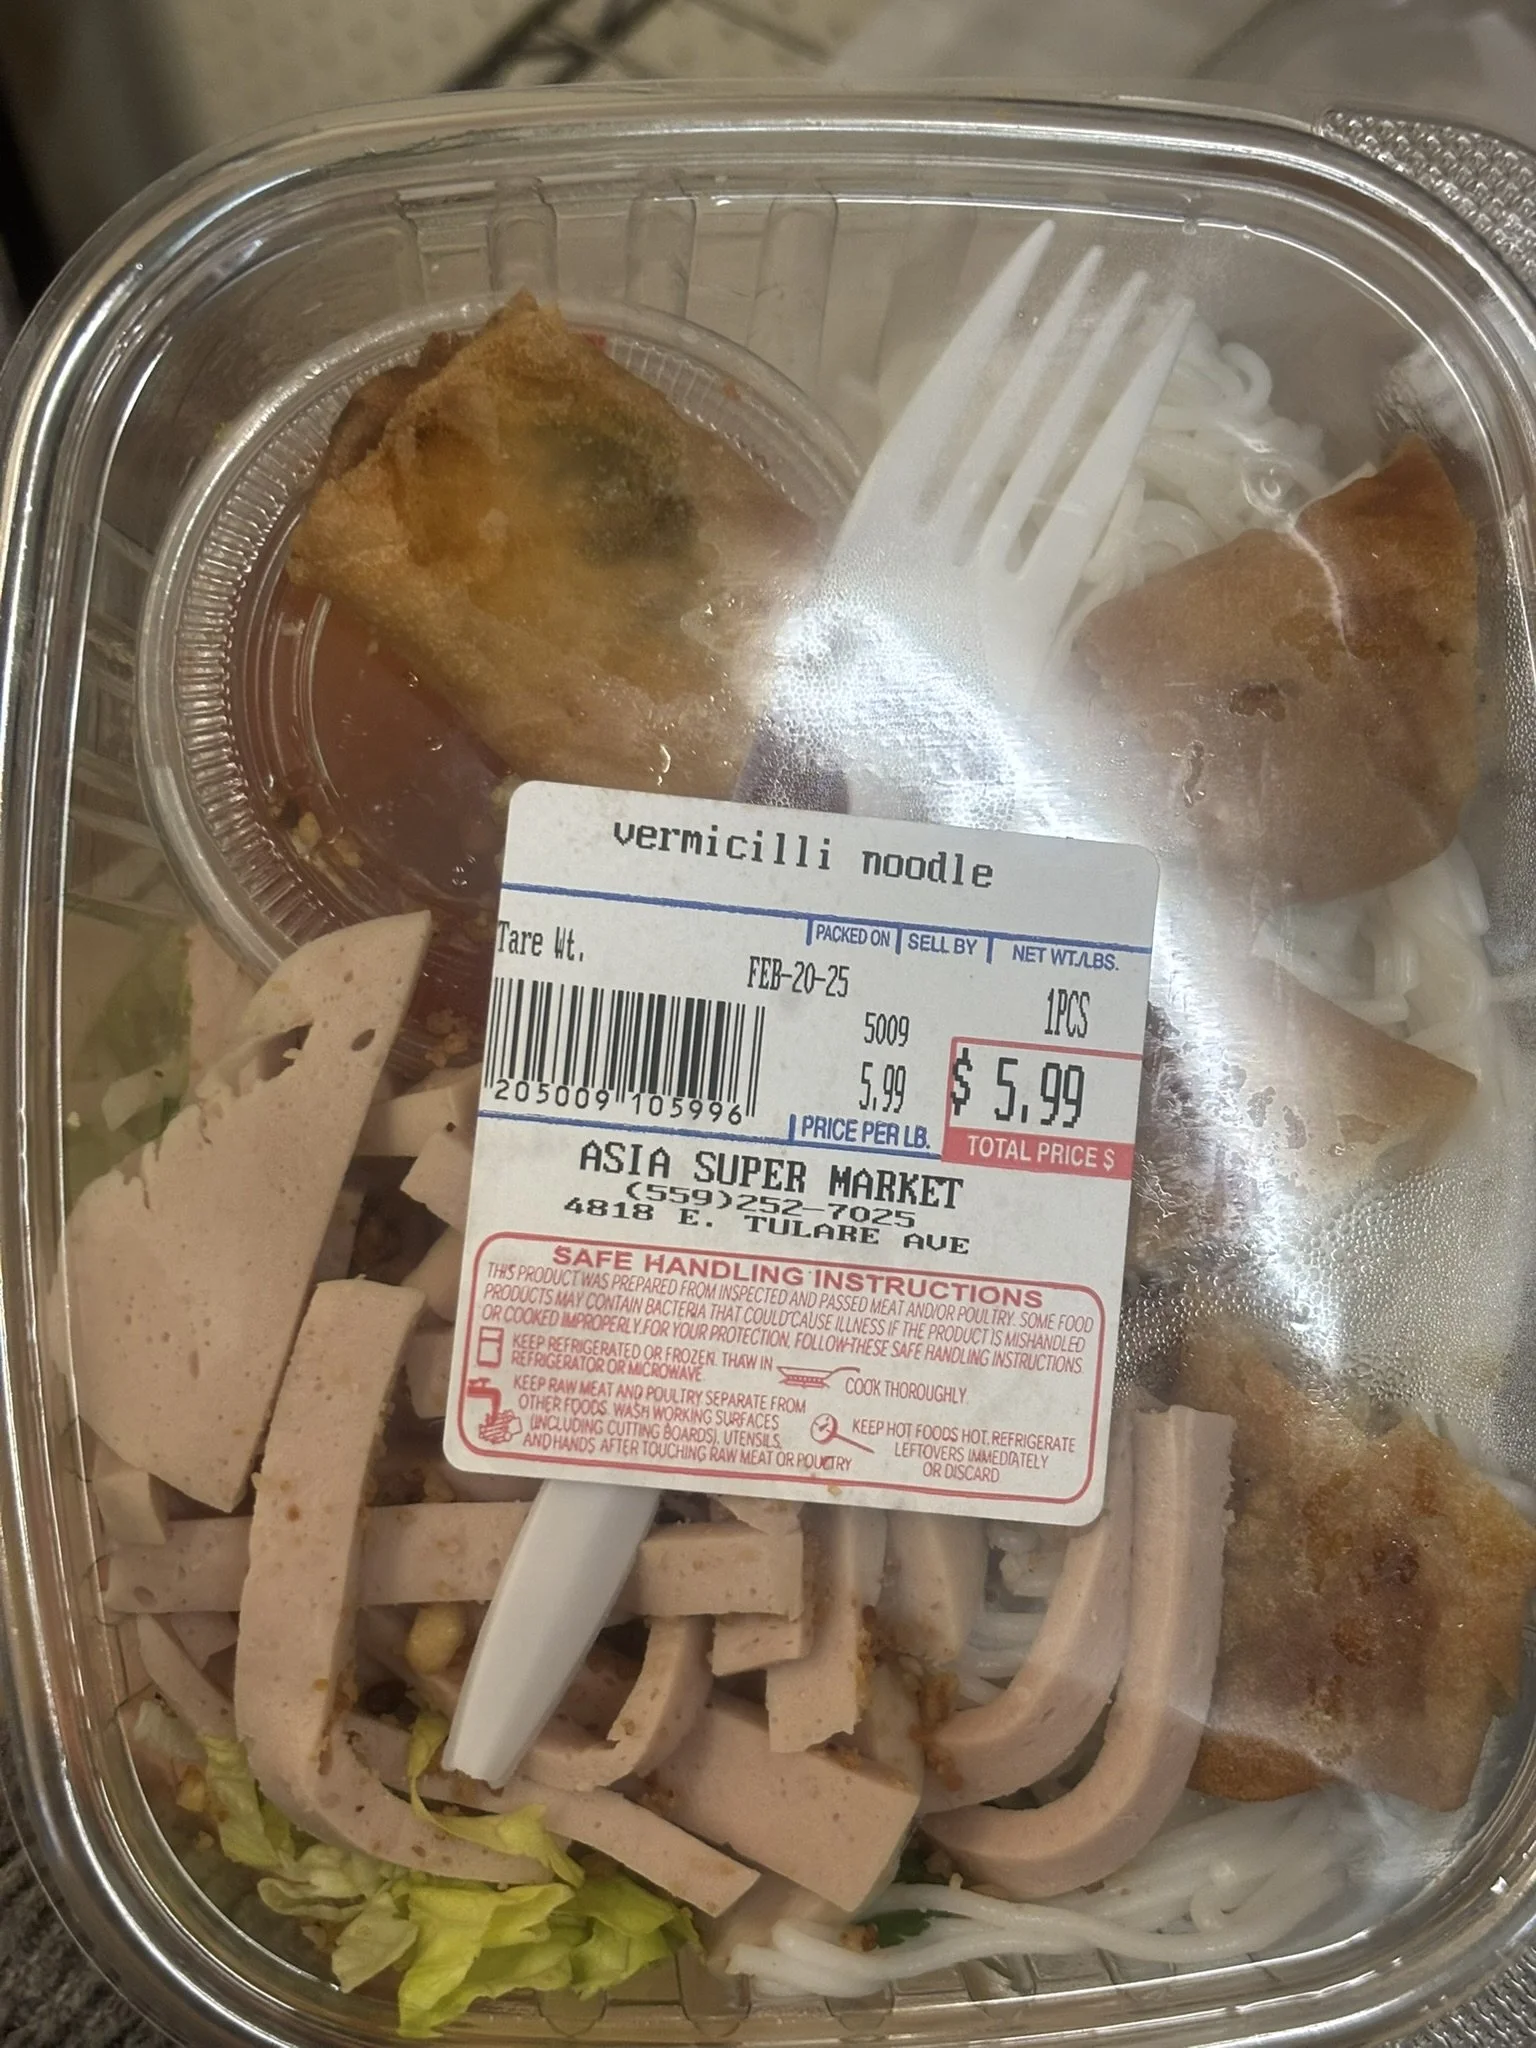 vermicilli noodle
Tare Wt.
PACKED ON SELL BY NET WT./LBS.
FEB-20-25
1PCS
5009
5.99
$ 5.99
205009 105996
PRICE PER LB.
TOTAL PRICE $
ASIA SUPER MARKET
(559)252-7025
4818 E. TULARE AVE
SAFE HANDLING INSTRUCTIONS
THIS PRODUCT WAS PREPARED FROM INSPECTED AND PASSED MEAT AND/OR POULTRY. SOME FOOD
PRODUCTS MAY CONTAIN BACTERIA THAT COULD CAUSE ILLNESS IF THE PRODUCT IS MISHANDLED
OR COOKED IMPROPERLY. FOR YOUR PROTECTION, FOLLOW THESE SAFE HANDLING INSTRUCTIONS
KEEP REFRIGERATED OR FROZEN. THAW IN
REFRIGERATOR OR MICROWAVE.
COOK THOROUGHLY.
KEEP RAW MEAT AND POULTRY SEPARATE FROM
OTHER FOODS. WASH WORKING SURFACES
(INCLUDING CUTTING BOARDS), UTENSILS,
AND HANDS AFTER TOUCHING RAW MEAT OR POULTRY
KEEP HOT FOODS HOT. REFRIGERATE
LEFTOVERS IMMEDIATELY
OR DISCARD